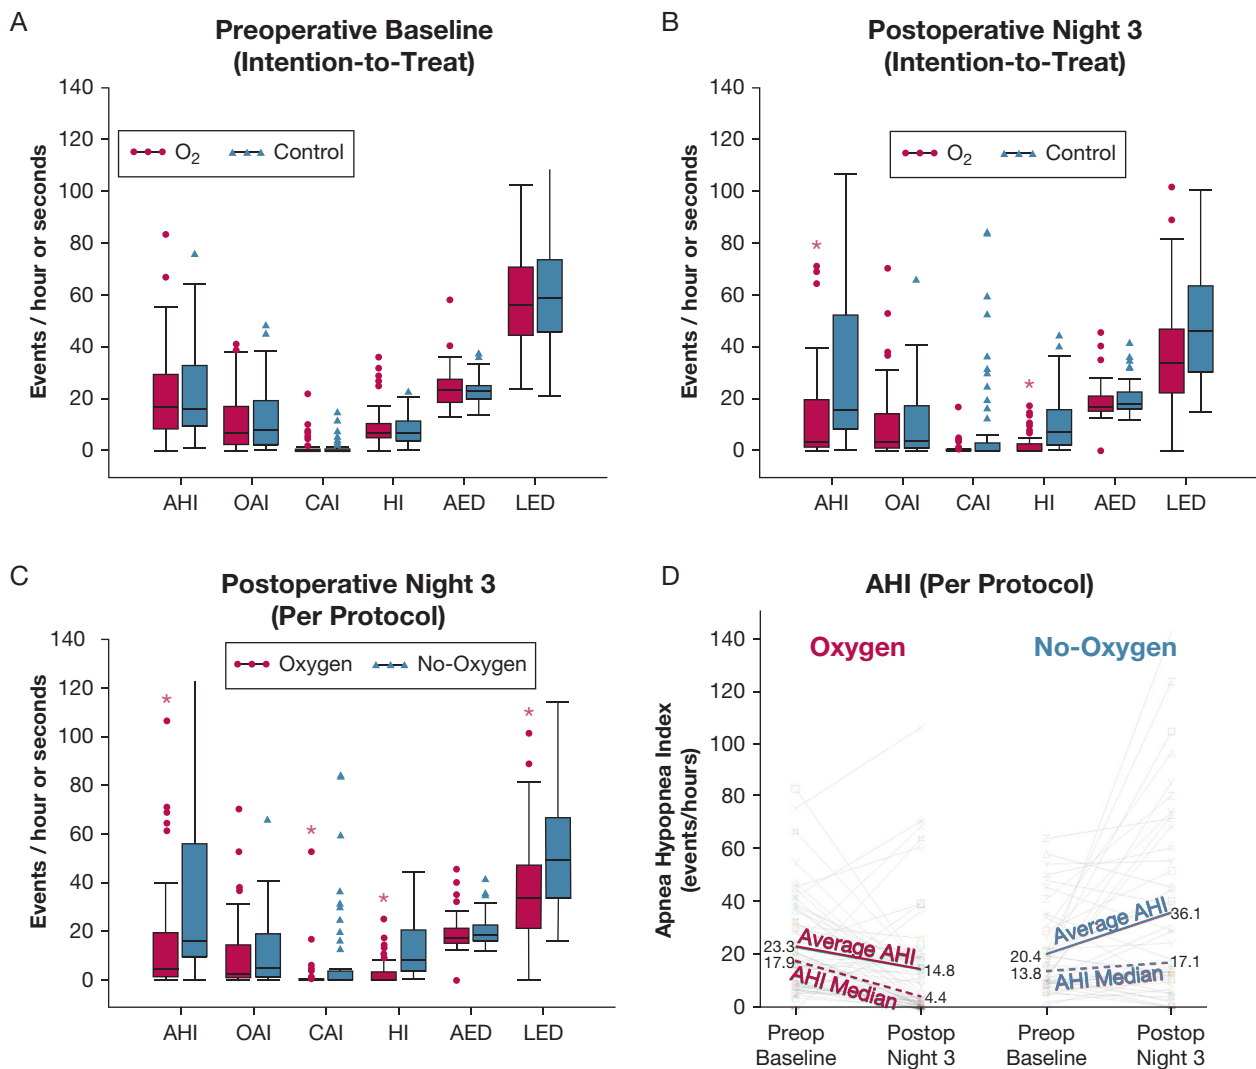 A
Preoperative Baseline
(Intention-to-Treat)
140
120
100
80
60
40
20
0
Events / hour or seconds
O2
Control
AHI
OAI
CAI
HI
AED
LED
B
Postoperative Night 3
(Intention-to-Treat)
140
120
100
80
60
40
20
0
Events / hour or seconds
O2
Control
*
*
AHI
OAI
CAI
HI
AED
LED
C
Postoperative Night 3
(Per Protocol)
140
120
100
80
60
40
20
0
Events / hour or seconds
Oxygen
No-Oxygen
*
*
*
*
AHI
OAI
CAI
HI
AED
LED
D
AHI (Per Protocol)
140
120
100
80
60
40
20
0
Apnea Hypopnea Index
(events/hours)
Oxygen
No-Oxygen
23.3
17.9
Average AHI
AHI Median
14.8
4.4
20.4
13.8
Average AHI
AHI Median
36.1
17.1
Preop
Baseline
Postop
Night 3
Preop
Baseline
Postop
Night 3